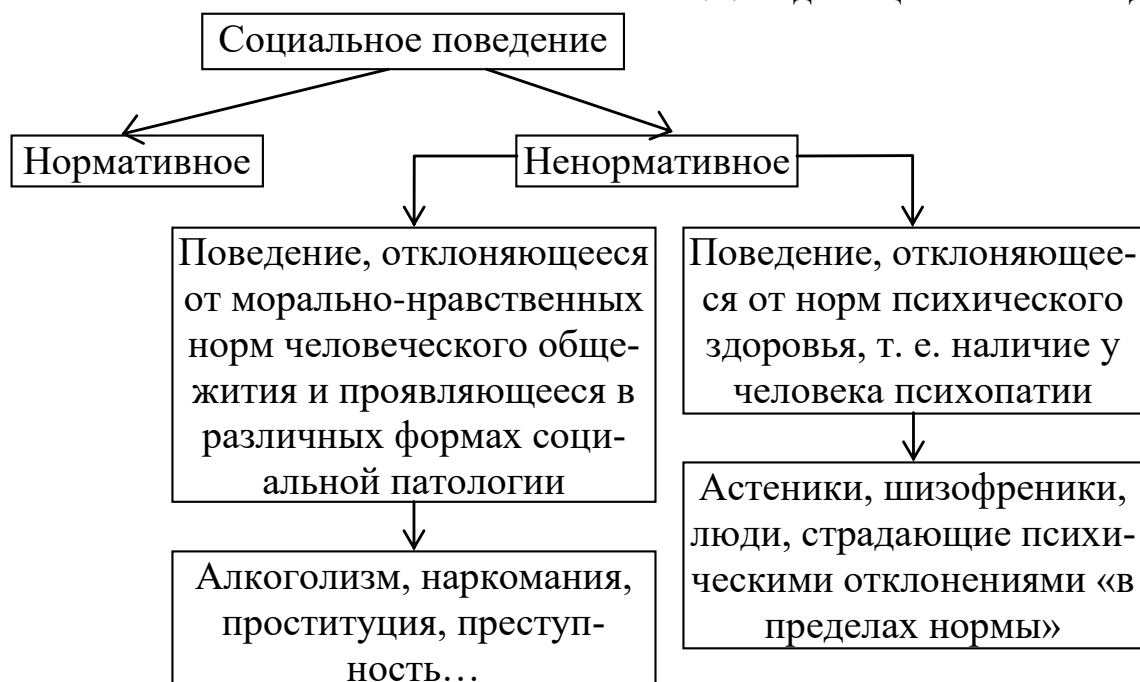 Социальное поведение
Нормативное
Ненормативное
Поведение, отклоняющееся
от морально-нравственных
норм человеческого обще-
жития и проявляющееся в
различных формах соци-
альной патологии
Алкоголизм, наркомания,
проституция, преступ-
ность…
Поведение, отклоняющее-
ся от норм психического
здоровья, т. е. наличие у
человека психопатии
Астеники, шизофреники,
люди, страдающие психи-
ческими отклонениями «в
пределах нормы»